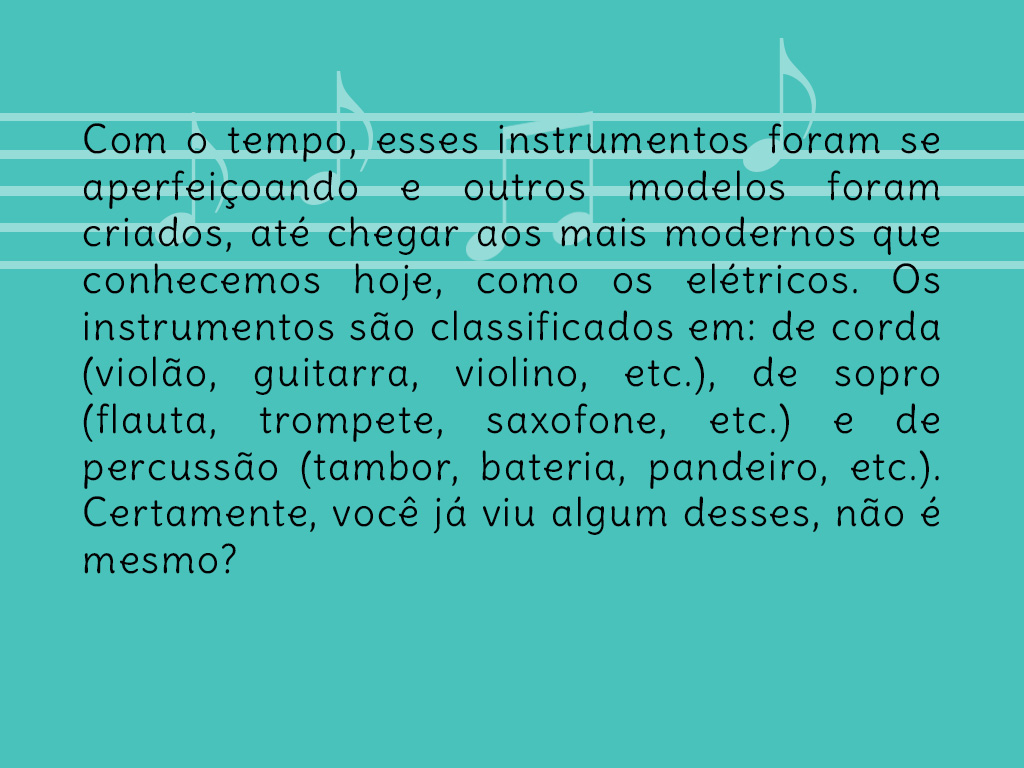 Com o tempo, esses instrumentos foram se
aperfeiçoando e outros modelos foram
criados, até chegar aos mais modernos que
conhecemos hoje, como os elétricos. Os
instrumentos são classificados em: de corda
(violão, guitarra, violino, etc.), de sopro
(flauta, trompete, saxofone, etc.) e de
percussão (tambor, bateria, pandeiro, etc.).
Certamente, você já viu algum desses, não é
mesmo?